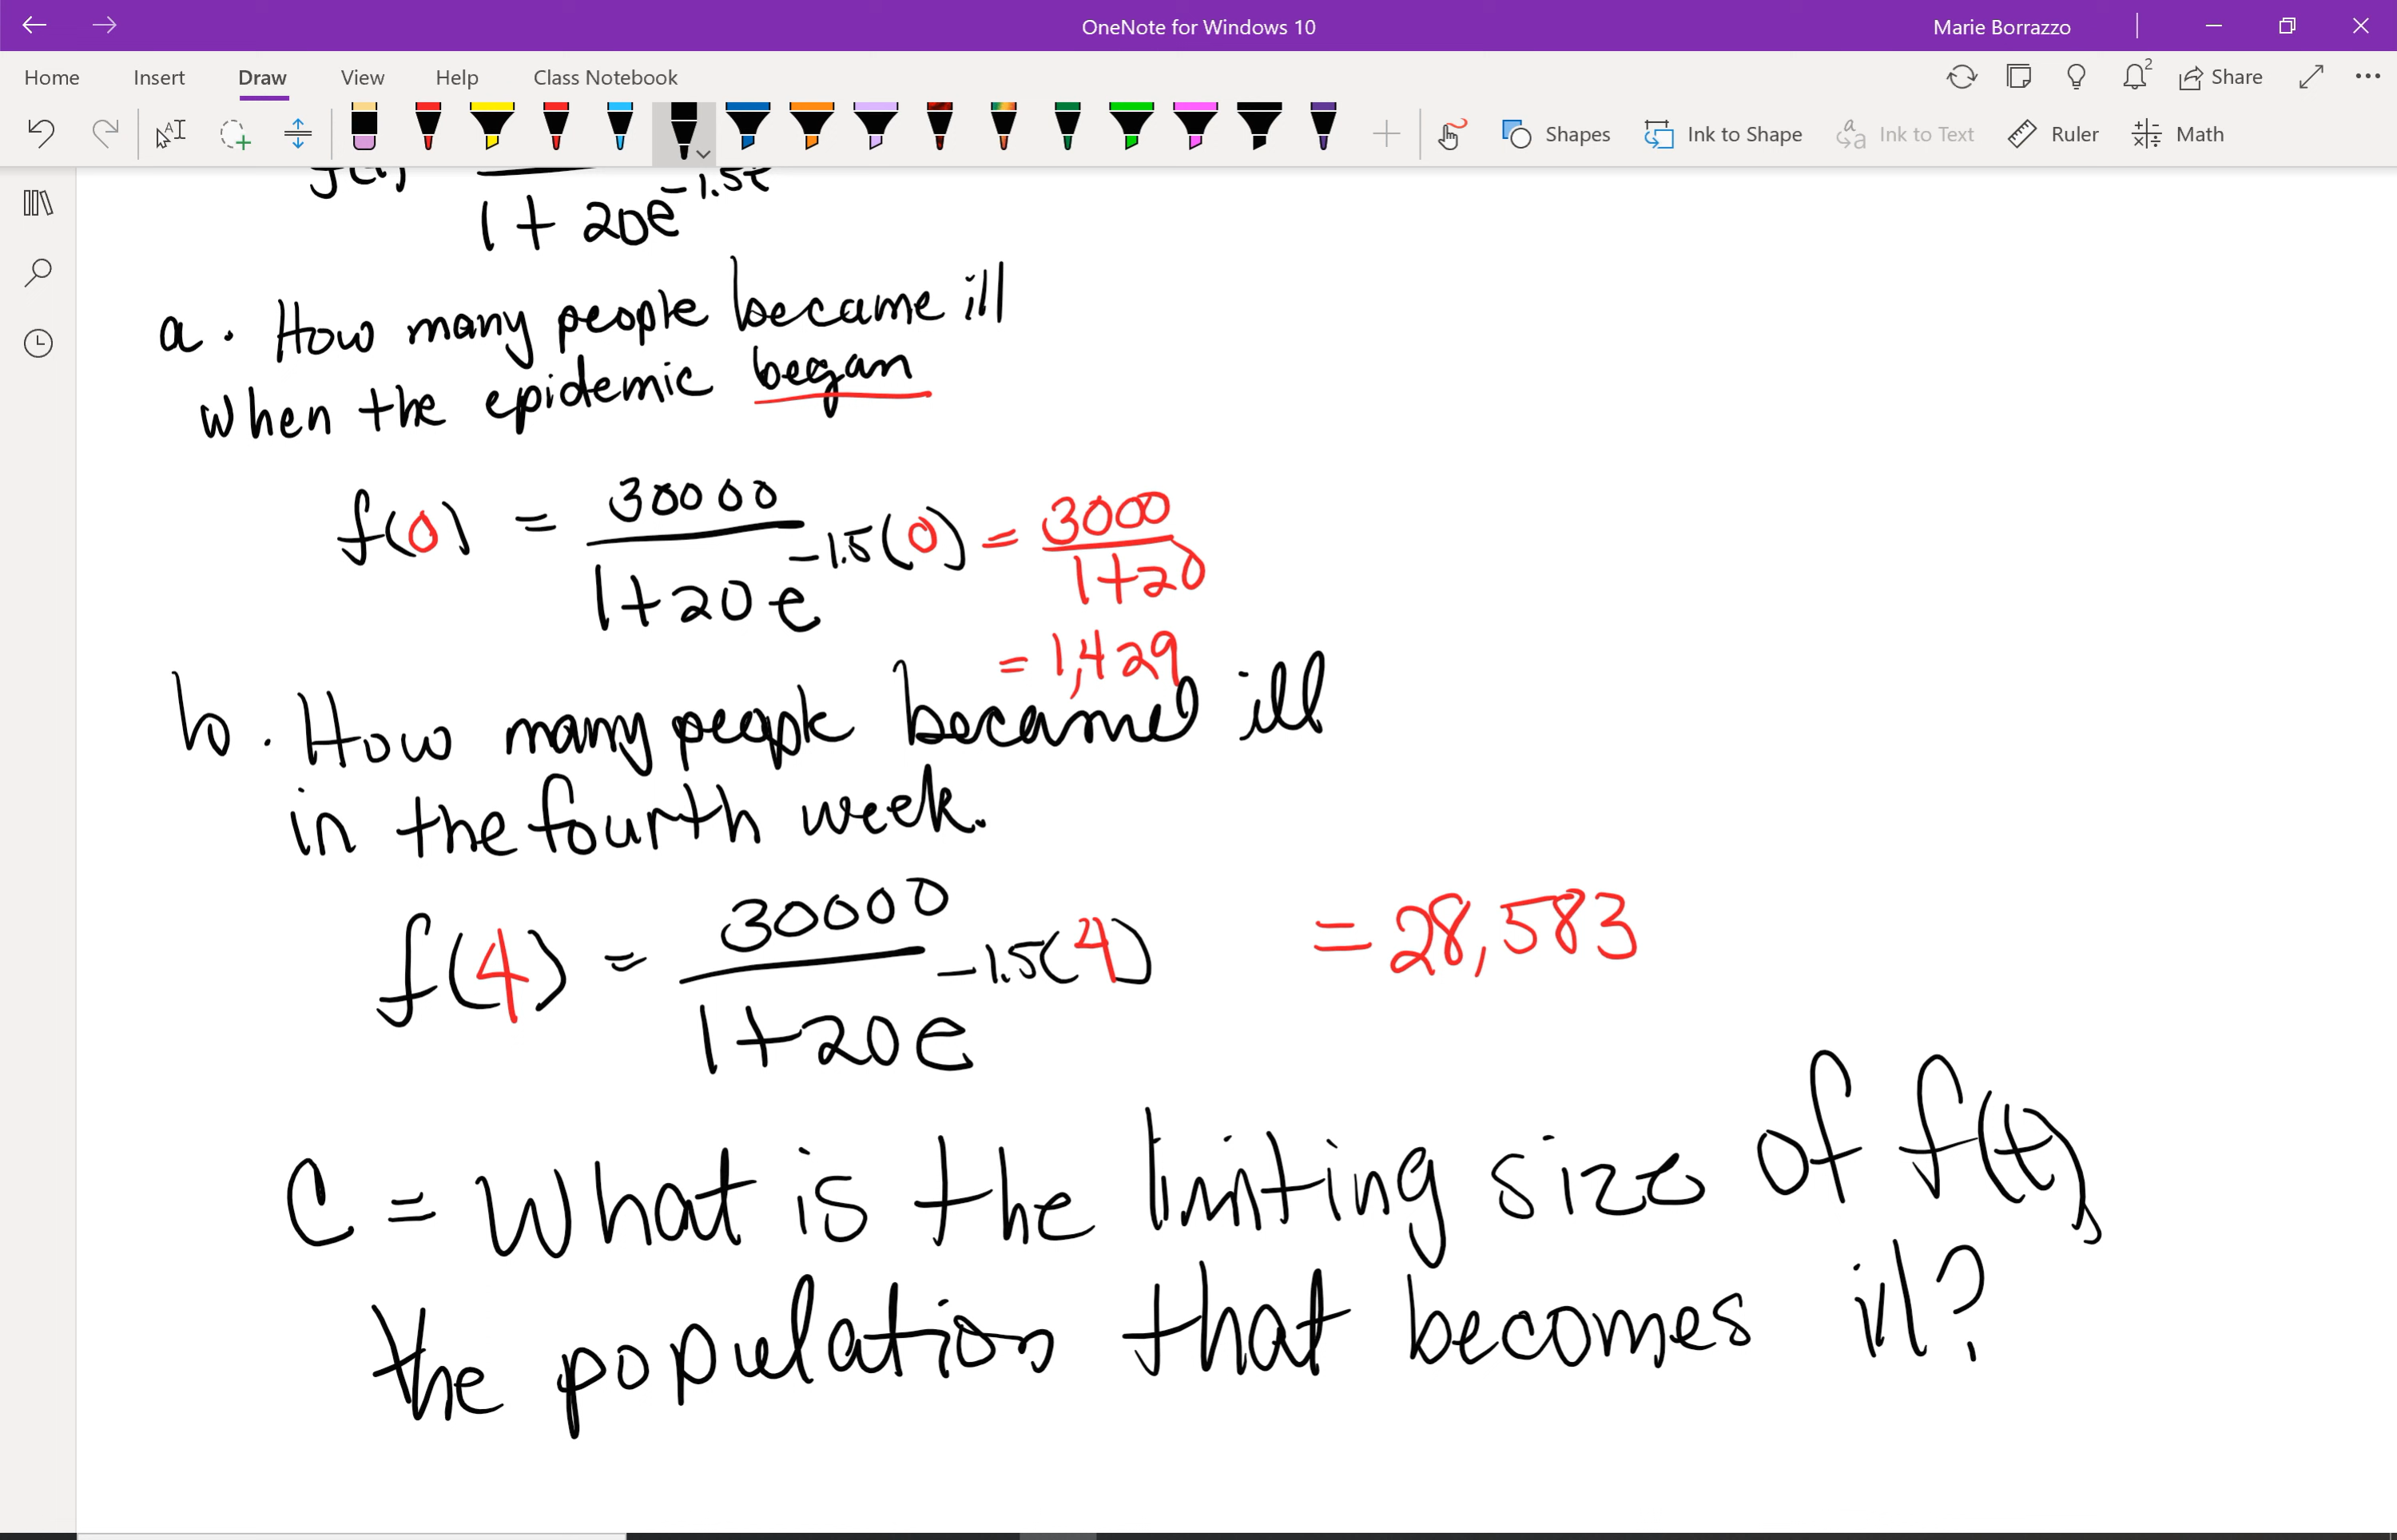 OneNote for Windows 10
Marie Borrazzo
Home Insert Draw View Help Class Notebook
2 Share
Shapes Ink to Shape Ink to Text Ruler Math
f(t)
1 + 20e^-1.5t
a. How many people became ill
when the epidemic began
f(0) = 30000 / 1+20e^-1.5(0) = 3000 / 1+20
= 1,429
b. How many people became ill
in the fourth week.
f(4) = 30000 / 1+20e^-1.5(4) = 28,583
C = What is the limiting size of f(t),
the population that becomes ill?